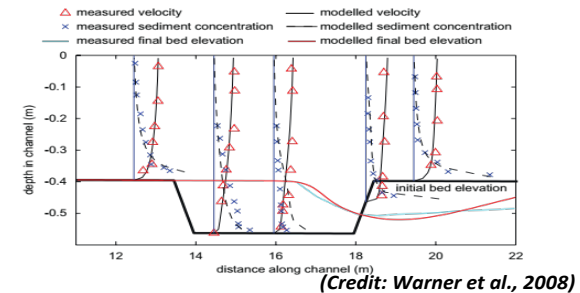 measured velocity modelled velocity
measured sediment concentration modelled sediment concentration
measured final bed elevation modelled final bed elevation
0
-0.1
-0.2
-0.3
-0.4
-0.5
depth in channel (m)
initial bed elevation
12 14 16 18 20 22
distance along channel (m)
(Credit: Warner et al., 2008)